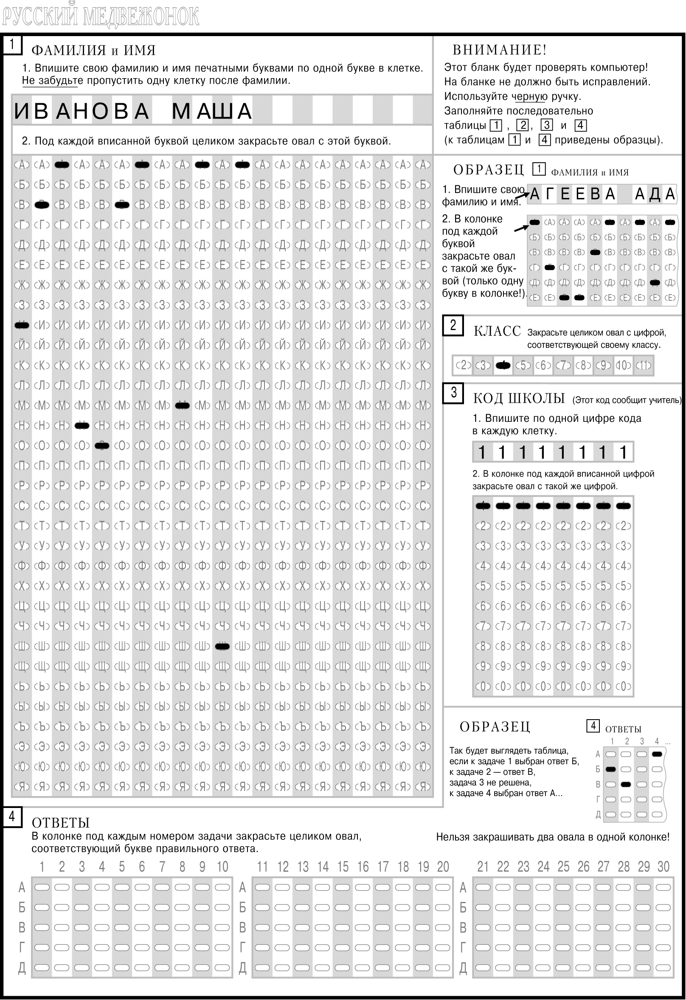 РУССКИЙ МЕДВЕЖОНОК
1 ФАМИЛИЯ и ИМЯ
1. Впишите свою фамилию и имя печатными буквами по одной букве в клетке.
Не забудьте пропустить одну клетку после фамилии.
ИВАНОВА МАША
2. Под каждой вписанной буквой целиком закрасьте овал с этой буквой.
А А А А А А А А А А А А А А А А А
Б Б Б Б Б Б Б Б Б Б Б Б Б Б Б Б Б Б Б Б Б
В В В В В В В В В В В В В В В В В В В
Г Г Г Г Г Г Г Г Г Г Г Г Г Г Г Г Г Г Г Г Г
Д Д Д Д Д Д Д Д Д Д Д Д Д Д Д Д Д Д Д Д Д
Е Е Е Е Е Е Е Е Е Е Е Е Е Е Е Е Е Е Е Е Е
Ж Ж Ж Ж Ж Ж Ж Ж Ж Ж Ж Ж Ж Ж Ж Ж Ж Ж Ж Ж Ж
З З З З З З З З З З З З З З З З З З З З З
И И И И И И И И И И И И И И И И И И И И
Й Й Й Й Й Й Й Й Й Й Й Й Й Й Й Й Й Й Й Й Й
К К К К К К К К К К К К К К К К К К К К К
Л Л Л Л Л Л Л Л Л Л Л Л Л Л Л Л Л Л Л Л Л
М М М М М М М М М М М М М М М М М М М М
Н Н Н Н Н Н Н Н Н Н Н Н Н Н Н Н Н Н Н Н
О О О О О О О О О О О О О О О О О О О О
П П П П П П П П П П П П П П П П П П П П П
Р Р Р Р Р Р Р Р Р Р Р Р Р Р Р Р Р Р Р Р Р
С С С С С С С С С С С С С С С С С С С С С
Т Т Т Т Т Т Т Т Т Т Т Т Т Т Т Т Т Т Т Т Т
У У У У У У У У У У У У У У У У У У У У У
Ф Ф Ф Ф Ф Ф Ф Ф Ф Ф Ф Ф Ф Ф Ф Ф Ф Ф Ф Ф Ф
Х Х Х Х Х Х Х Х Х Х Х Х Х Х Х Х Х Х Х Х Х
Ц Ц Ц Ц Ц Ц Ц Ц Ц Ц Ц Ц Ц Ц Ц Ц Ц Ц Ц Ц Ц
Ч Ч Ч Ч Ч Ч Ч Ч Ч Ч Ч Ч Ч Ч Ч Ч Ч Ч Ч Ч Ч
Ш Ш Ш Ш Ш Ш Ш Ш Ш Ш Ш Ш Ш Ш Ш Ш Ш Ш Ш Ш
Щ Щ Щ Щ Щ Щ Щ Щ Щ Щ Щ Щ Щ Щ Щ Щ Щ Щ Щ Щ Щ
Ь Ь Ь Ь Ь Ь Ь Ь Ь Ь Ь Ь Ь Ь Ь Ь Ь Ь Ь Ь Ь
Ы Ы Ы Ы Ы Ы Ы Ы Ы Ы Ы Ы Ы Ы Ы Ы Ы Ы Ы Ы Ы
Ъ Ъ Ъ Ъ Ъ Ъ Ъ Ъ Ъ Ъ Ъ Ъ Ъ Ъ Ъ Ъ Ъ Ъ Ъ Ъ Ъ
Э Э Э Э Э Э Э Э Э Э Э Э Э Э Э Э Э Э Э Э Э
Ю Ю Ю Ю Ю Ю Ю Ю Ю Ю Ю Ю Ю Ю Ю Ю Ю Ю Ю Ю Ю
Я Я Я Я Я Я Я Я Я Я Я Я Я Я Я Я Я Я Я Я Я
ВНИМАНИЕ!
Этот бланк будет проверять компьютер!
На бланке не должно быть исправлений.
Используйте черную ручку.
Заполняйте последовательно
таблицы 1 , 2, 3 и 4
(к таблицам 1 и 4 приведены образцы).
ОБРАЗЕЦ 1 ФАМИЛИЯ и ИМЯ
1. Впишите свою
фамилию и имя.
АГЕЕВА АДА
2. В колонке
под каждой
буквой
закрасьте овал
с такой же бук-
вой (только одну
букву в колонке!).
А А А А А А
Б Б Б Б Б Б Б Б Б Б
В В В В В В В В В
Г Г Г Г Г Г Г Г Г
Д Д Д Д Д Д Д Д Д
Е Е Е Е Е Е Е Е
2 КЛАСС Закрасьте целиком овал с цифрой,
соответствующей своему классу.
2 3 4 5 6 7 8 9 10 11
3 КОД ШКОЛЫ (Этот код сообщит учитель)
1. Впишите по одной цифре кода
в каждую клетку.
1 1 1 1 1 1 1 1
2. В колонке под каждой вписанной цифрой
закрасьте овал с такой же цифрой.
2 2 2 2 2 2 2 2
3 3 3 3 3 3 3 3
4 4 4 4 4 4 4 4
5 5 5 5 5 5 5 5
6 6 6 6 6 6 6 6
7 7 7 7 7 7 7 7
8 8 8 8 8 8 8 8
9 9 9 9 9 9 9 9
0 0 0 0 0 0 0 0
ОБРАЗЕЦ 4 ОТВЕТЫ
Так будет выглядеть таблица,
если к задаче 1 выбран ответ Б,
к задаче 2 — ответ В,
задача 3 не решена,
к задаче 4 выбран ответ А...
1 2 3 4 ...
А
Б
В
Г
Д
4 ОТВЕТЫ
В колонке под каждым номером задачи закрасьте целиком овал,
соответствующий букве правильного ответа.
Нельзя закрашивать два овала в одной колонке!
1 2 3 4 5 6 7 8 9 10 11 12 13 14 15 16 17 18 19 20 21 22 23 24 25 26 27 28 29 30
А А А
Б Б Б
В В В
Г Г Г
Д Д Д